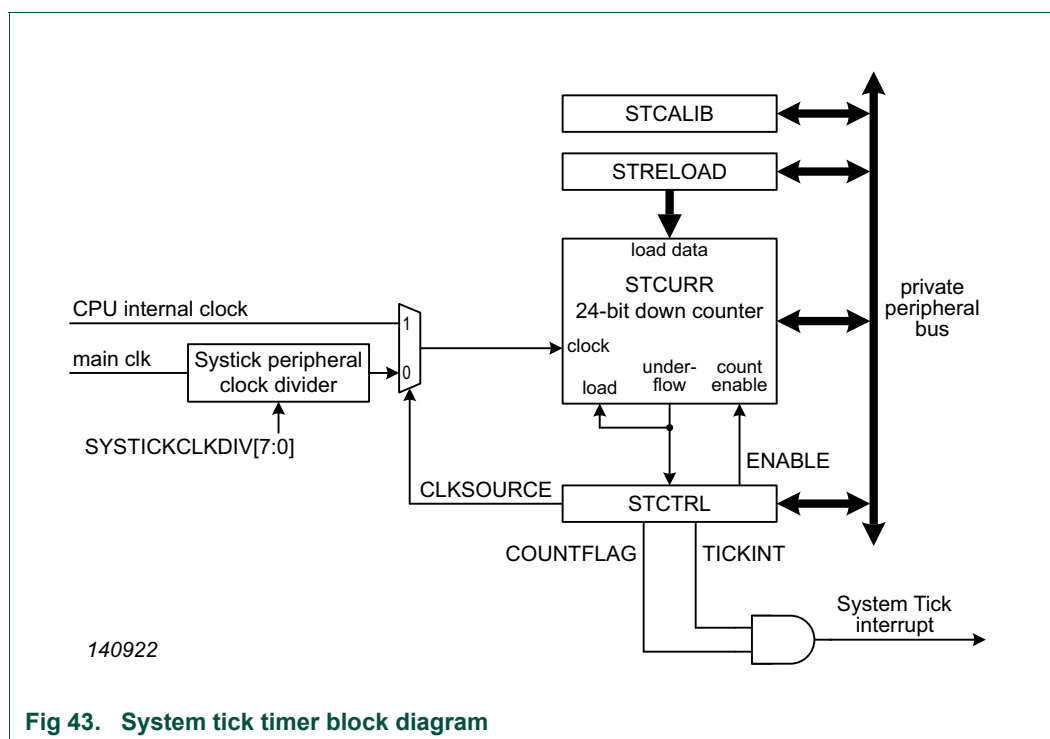 STCALIB
STRELOAD
load data
STCURR
24-bit down counter
private
peripheral
bus
CPU internal clock
1
clock
main clk
Systick peripheral
clock divider
0
under-
flow
count
enable
load
SYSTICKCLKDIV[7:0]
ENABLE
CLKSOURCE
STCTRL
COUNTFLAG
TICKINT
System Tick
interrupt
140922
Fig 43. System tick timer block diagram